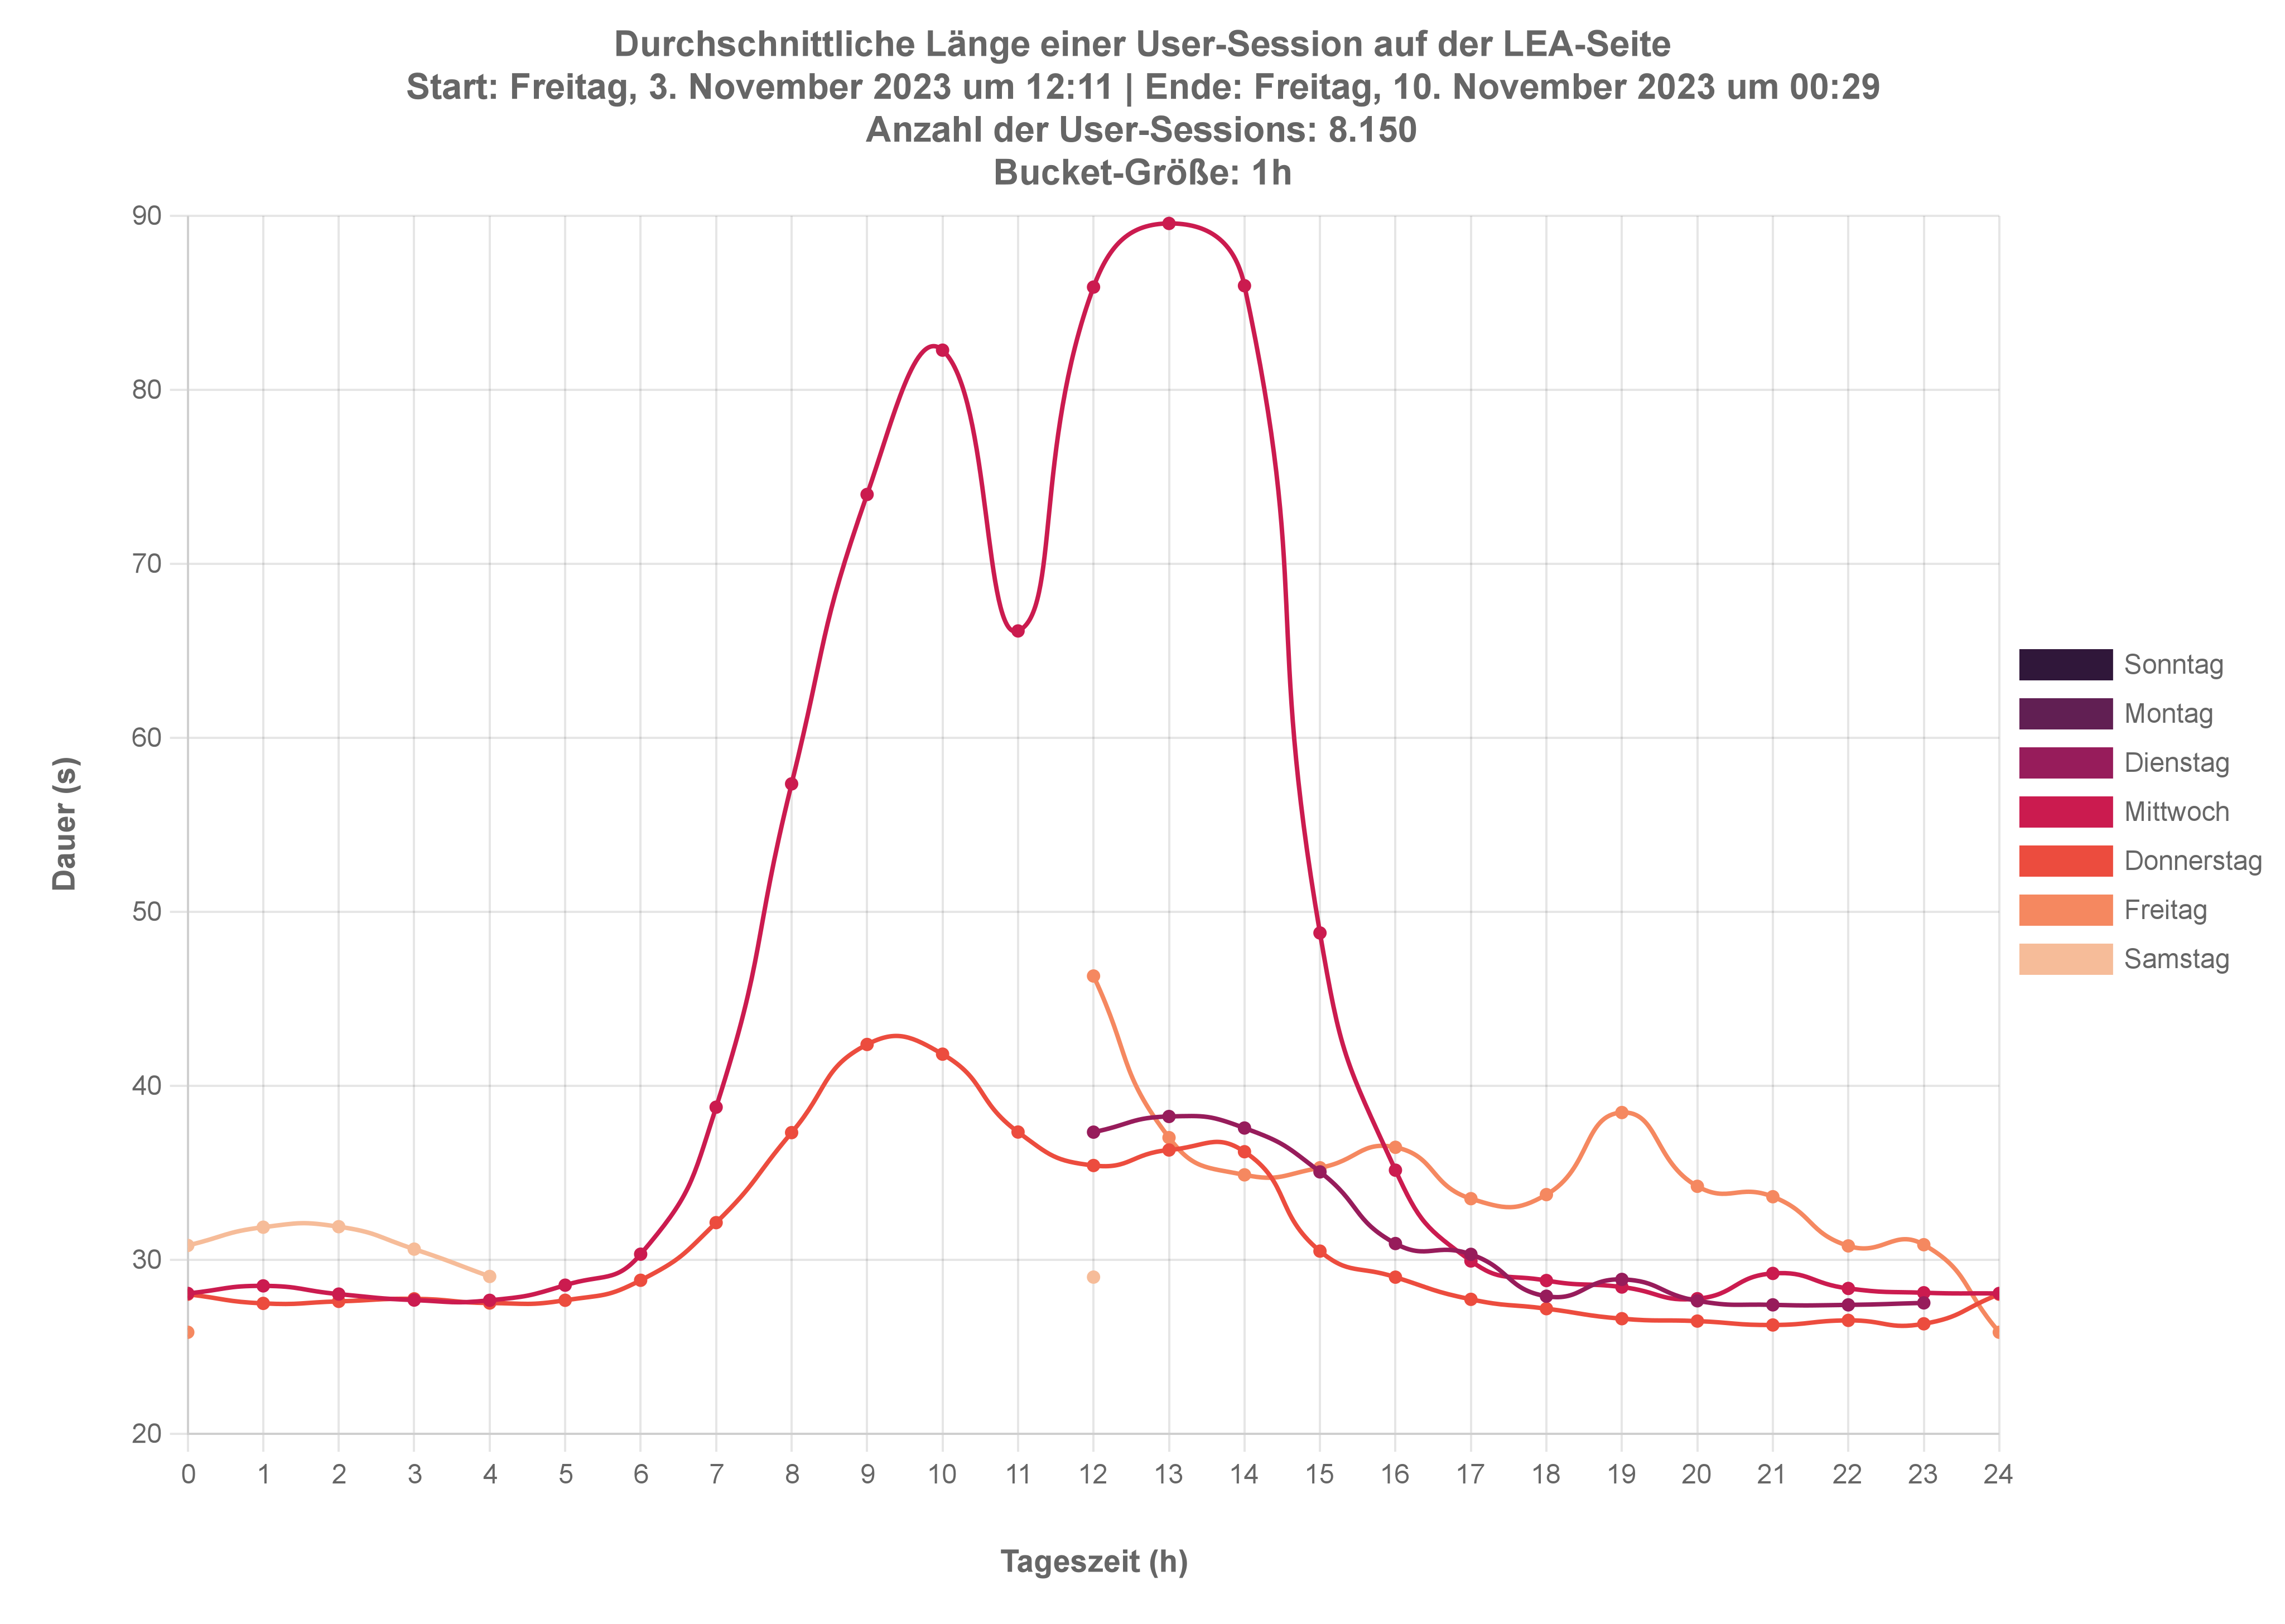 Durchschnittliche Länge einer User-Session auf der LEA-Seite
Start: Freitag, 3. November 2023 um 12:11 | Ende: Freitag, 10. November 2023 um 00:29
Anzahl der User-Sessions: 8.150
Bucket-Größe: 1h
90
80
70
60
50
40
30
20
Dauer (s)
0 1 2 3 4 5 6 7 8 9 10 11 12 13 14 15 16 17 18 19 20 21 22 23 24
Tageszeit (h)
Sonntag
Montag
Dienstag
Mittwoch
Donnerstag
Freitag
Samstag